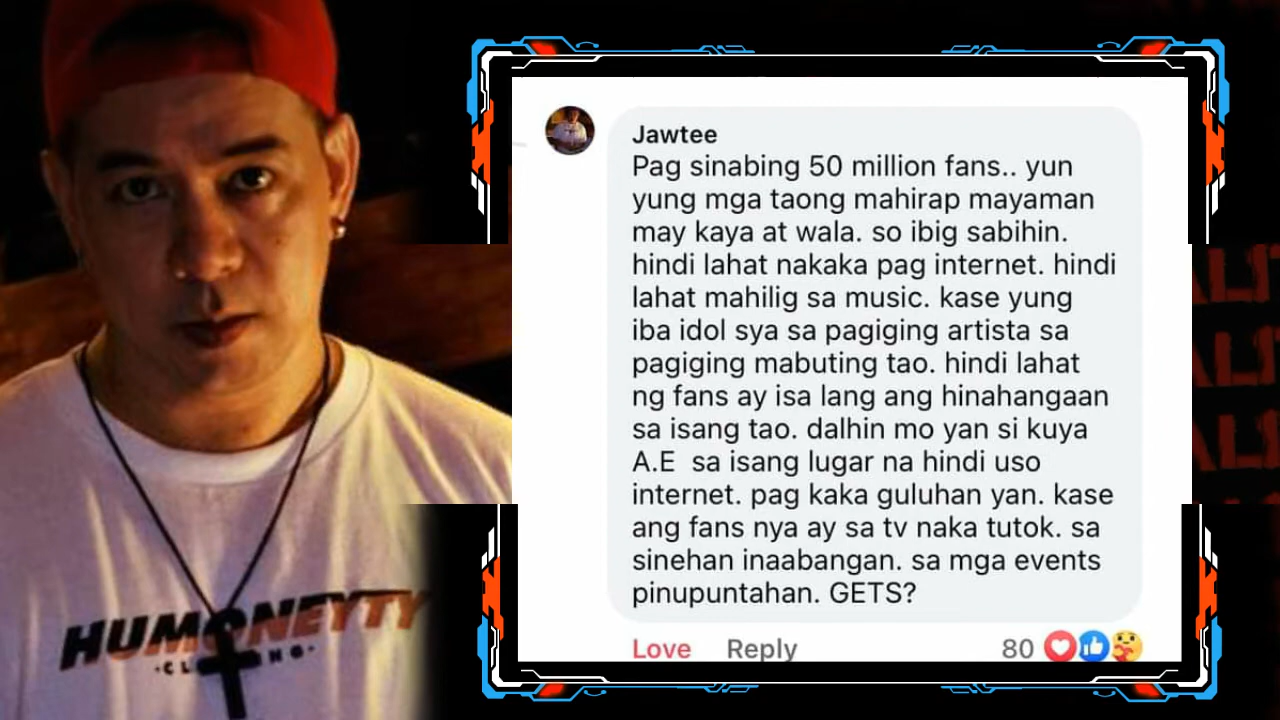 Jawtee
Pag sinabing 50 million fans.. yun
yung mga taong mahirap mayaman
may kaya at wala. so ibig sabihin.
hindi lahat nakaka pag internet. hindi
lahat mahilig sa music. kase yung
iba idol sya sa pagiging artista sa
pagiging mabuting tao. hindi lahat
ng fans ay isa lang ang hinahangaan
sa isang tao. dalhin mo yan si kuya
A.E sa isang lugar na hindi uso
internet. pag kaka guluhan yan. kase
ang fans nya ay sa tv naka tutok. sa
sinehan inaabangan. sa mga events
pinupuntahan. GETS?
Love Reply 80
HUMONEYTY